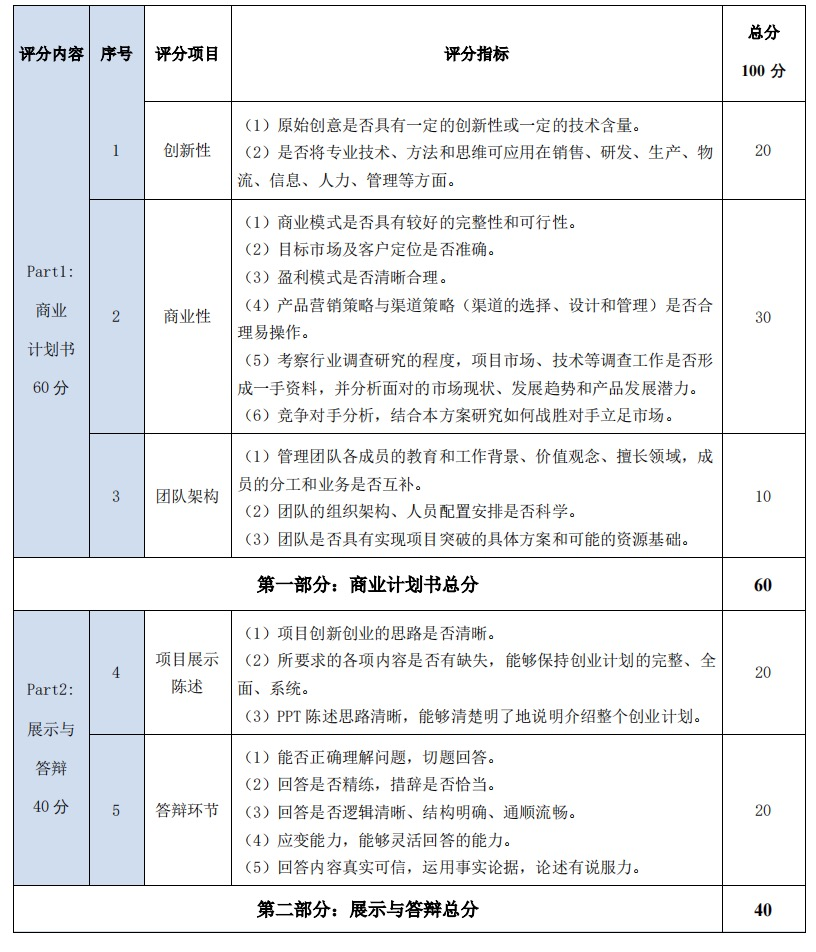 评分内容 序号 评分项目 评分指标 总分
100 分
Part1:
商业
计划书
60 分
1 创新性
（1）原始创意是否具有一定的创新性或一定的技术含量。
（2）是否将专业技术、方法和思维可应用在销售、研发、生产、物
流、信息、人力、管理等方面。
20
2 商业性
（1）商业模式是否具有较好的完整性和可行性。
（2）目标市场及客户定位是否准确。
（3）盈利模式是否清晰合理。
（4）产品营销策略与渠道策略（渠道的选择、设计和管理）是否合
理易操作。
（5）考察行业调查研究的程度，项目市场、技术等调查工作是否形
成一手资料，并分析面对的市场现状、发展趋势和产品发展潜力。
（6）竞争对手分析，结合本方案研究如何战胜对手立足市场。
30
3 团队架构
（1）管理团队各成员的教育和工作背景、价值观念、擅长领域，成
员的分工和业务是否互补。
（2）团队的组织架构、人员配置安排是否科学。
（3）团队是否具有实现项目突破的具体方案和可能的资源基础。
10
第一部分：商业计划书总分 60
Part2:
展示与
答辩
40 分
4 项目展示
陈述
（1）项目创新创业的思路是否清晰。
（2）所要求的各项内容是否有缺失，能够保持创业计划的完整、全
面、系统。
（3）PPT 陈述思路清晰，能够清楚明了地说明介绍整个创业计划。
20
5 答辩环节
（1）能否正确理解问题，切题回答。
（2）回答是否精练，措辞是否恰当。
（3）回答是否逻辑清晰、结构明确、通顺流畅。
（4）应变能力，能够灵活回答的能力。
（5）回答内容真实可信，运用事实论据，论述有说服力。
20
第二部分：展示与答辩总分 40